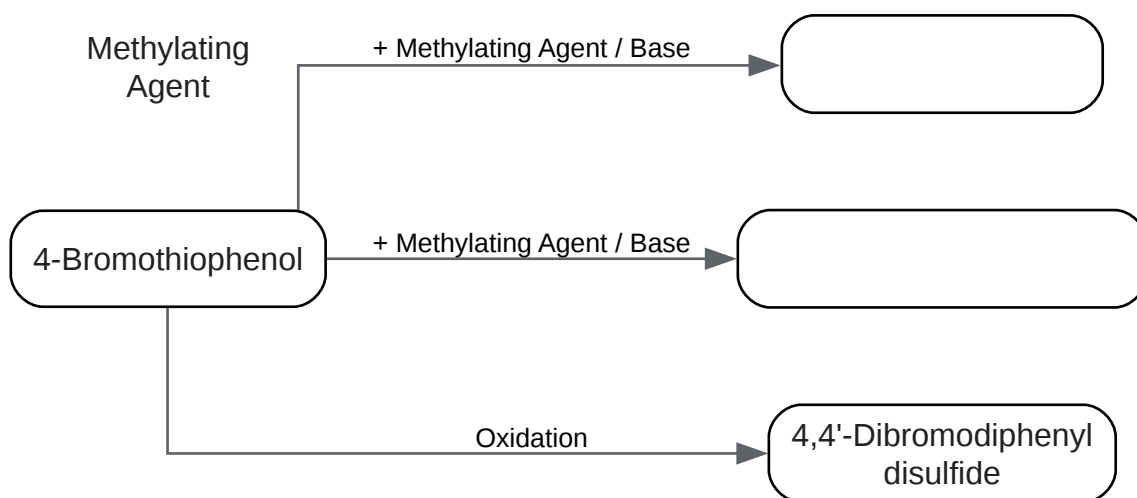 Methylating
Agent
+ Methylating Agent / Base
4-Bromothiophenol
+ Methylating Agent / Base
Oxidation
4,4'-Dibromodiphenyl
disulfide